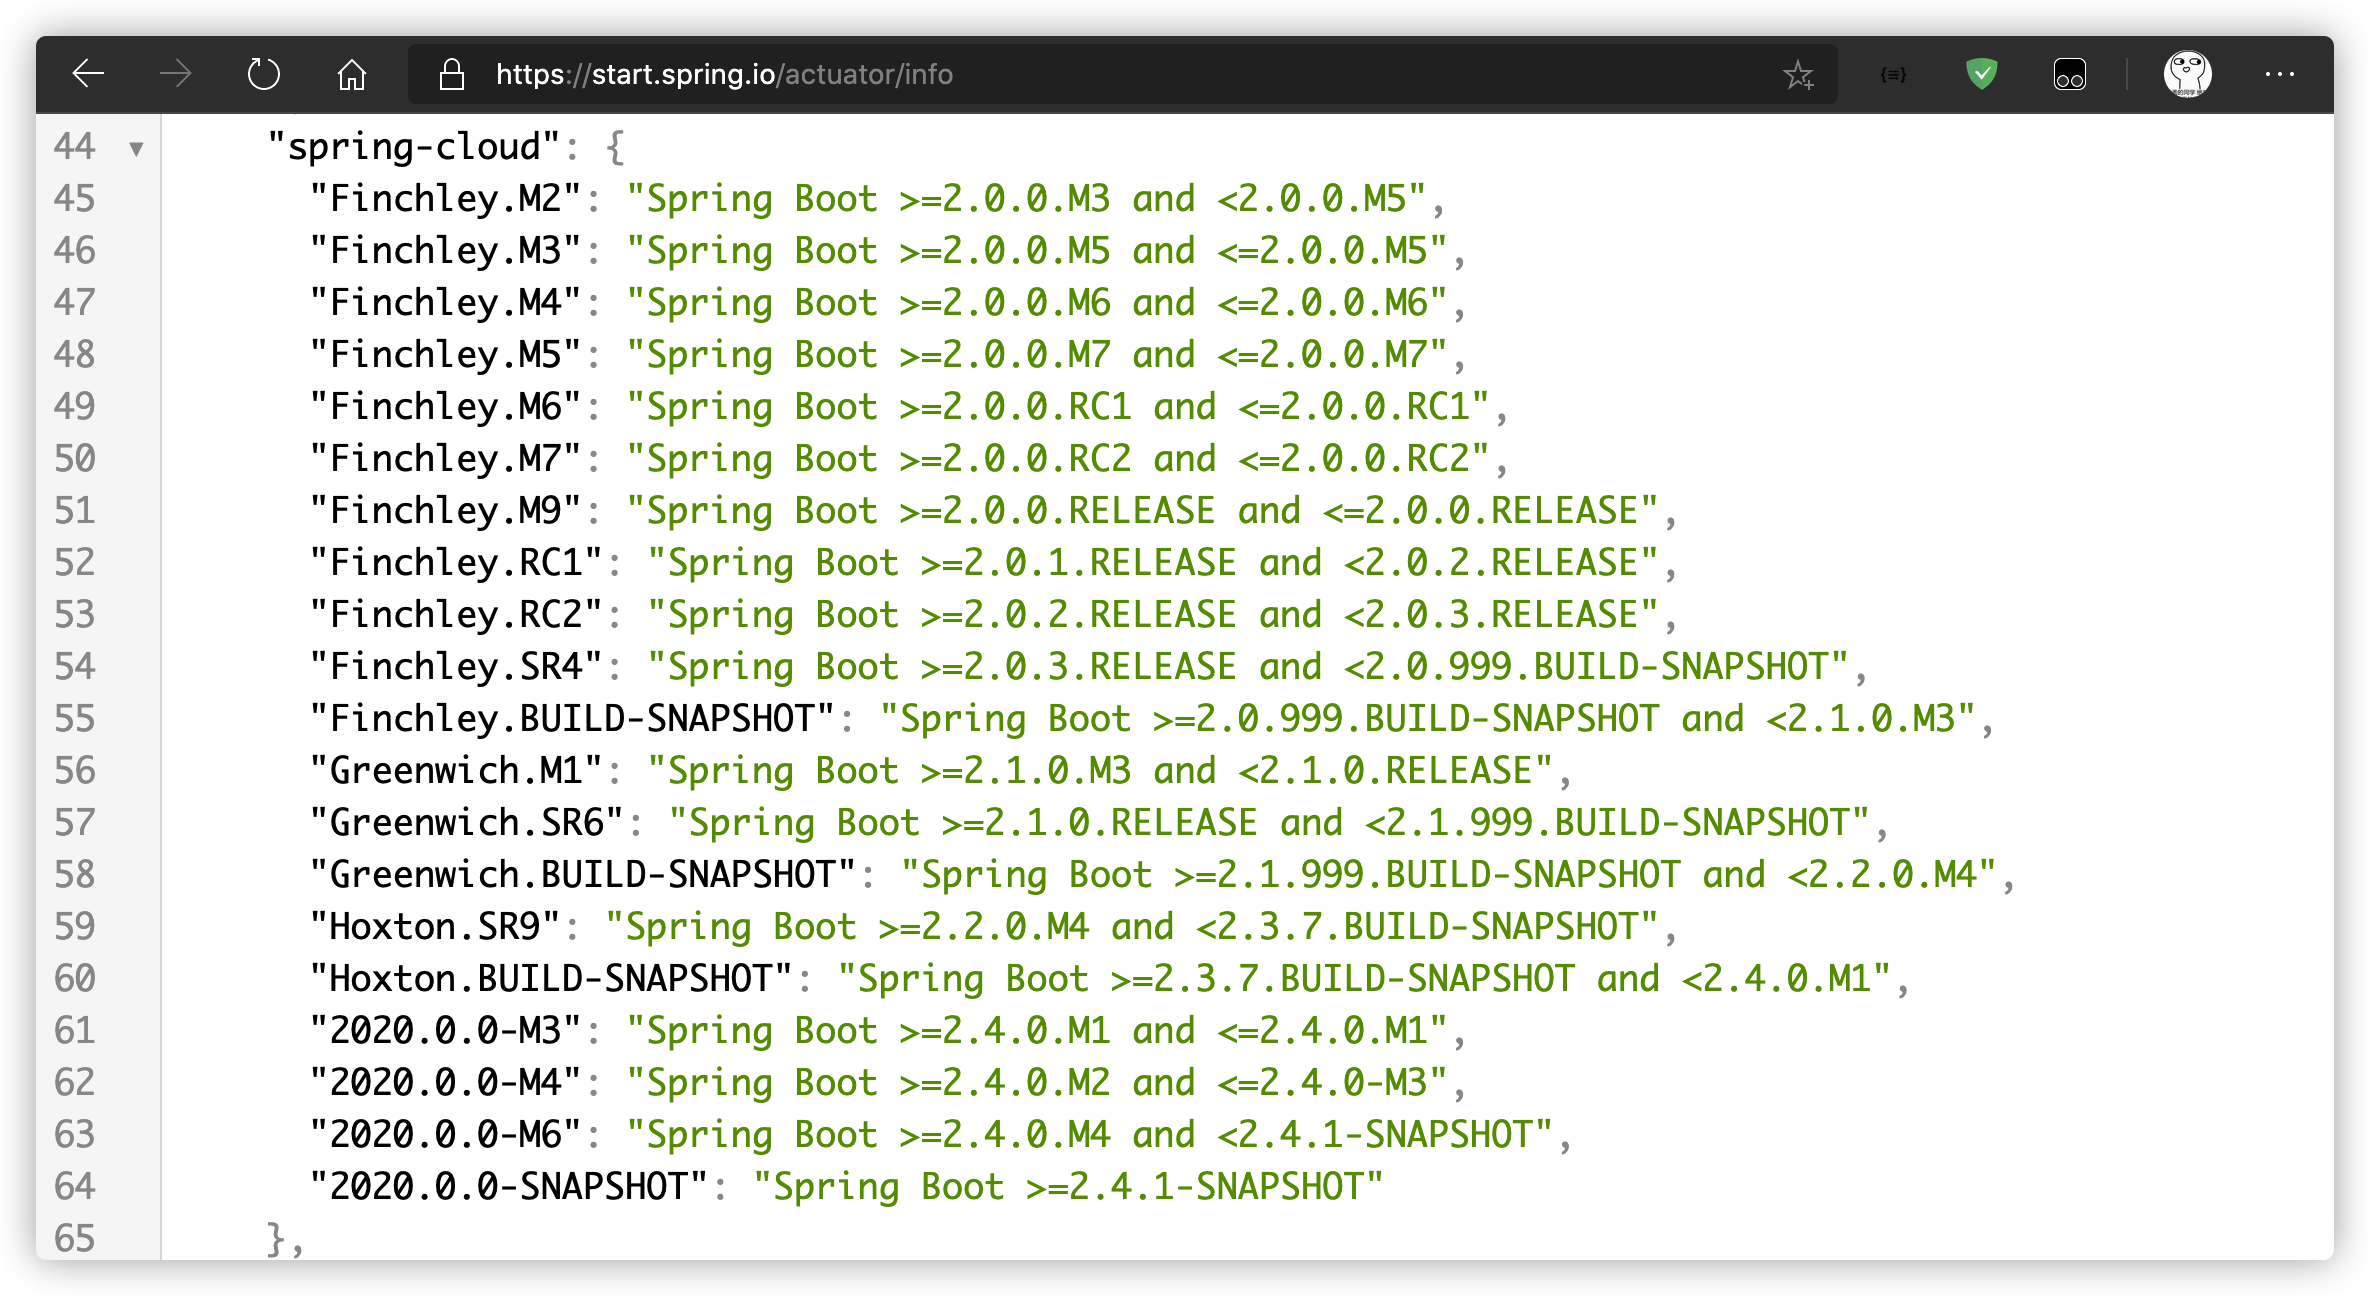 https://start.spring.io/actuator/info
44 "spring-cloud": {
45 "Finchley.M2": "Spring Boot >=2.0.0.M3 and <2.0.0.M5",
46 "Finchley.M3": "Spring Boot >=2.0.0.M5 and <=2.0.0.M5",
47 "Finchley.M4": "Spring Boot >=2.0.0.M6 and <=2.0.0.M6",
48 "Finchley.M5": "Spring Boot >=2.0.0.M7 and <=2.0.0.M7",
49 "Finchley.M6": "Spring Boot >=2.0.0.RC1 and <=2.0.0.RC1",
50 "Finchley.M7": "Spring Boot >=2.0.0.RC2 and <=2.0.0.RC2",
51 "Finchley.M9": "Spring Boot >=2.0.0.RELEASE and <=2.0.0.RELEASE",
52 "Finchley.RC1": "Spring Boot >=2.0.1.RELEASE and <2.0.2.RELEASE",
53 "Finchley.RC2": "Spring Boot >=2.0.2.RELEASE and <2.0.3.RELEASE",
54 "Finchley.SR4": "Spring Boot >=2.0.3.RELEASE and <2.0.999.BUILD-SNAPSHOT",
55 "Finchley.BUILD-SNAPSHOT": "Spring Boot >=2.0.999.BUILD-SNAPSHOT and <2.1.0.M3",
56 "Greenwich.M1": "Spring Boot >=2.1.0.M3 and <2.1.0.RELEASE",
57 "Greenwich.SR6": "Spring Boot >=2.1.0.RELEASE and <2.1.999.BUILD-SNAPSHOT",
58 "Greenwich.BUILD-SNAPSHOT": "Spring Boot >=2.1.999.BUILD-SNAPSHOT and <2.2.0.M4",
59 "Hoxton.SR9": "Spring Boot >=2.2.0.M4 and <2.3.7.BUILD-SNAPSHOT",
60 "Hoxton.BUILD-SNAPSHOT": "Spring Boot >=2.3.7.BUILD-SNAPSHOT and <2.4.0.M1",
61 "2020.0.0-M3": "Spring Boot >=2.4.0.M1 and <=2.4.0.M1",
62 "2020.0.0-M4": "Spring Boot >=2.4.0.M2 and <=2.4.0-M3",
63 "2020.0.0-M6": "Spring Boot >=2.4.0.M4 and <2.4.1-SNAPSHOT",
64 "2020.0.0-SNAPSHOT": "Spring Boot >=2.4.1-SNAPSHOT"
65 },